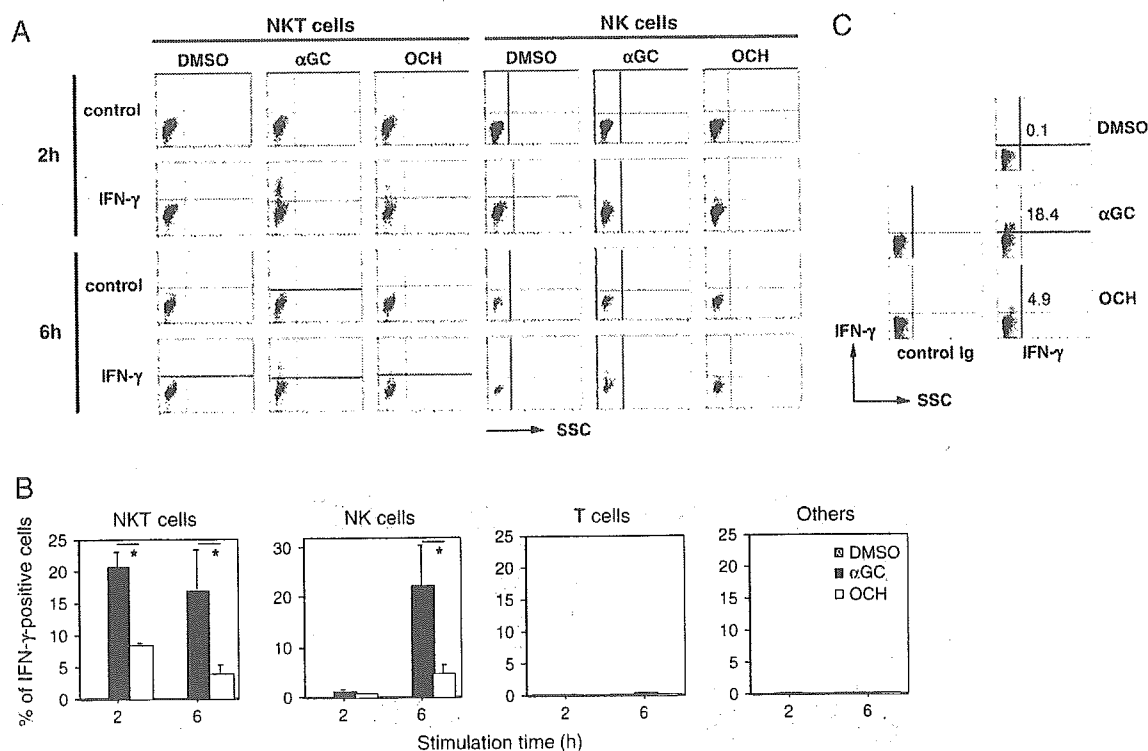 A
NKT cells
NK cells
DMSO
αGC
OCH
DMSO
αGC
OCH
2h
control
IFN-γ
6h
control
IFN-γ
SSC
C
0.1
DMSO
18.4
αGC
4.9
OCH
IFN-γ
control Ig
IFN-γ
SSC
B
% of IFN-γ-positive cells
NKT cells
25
20
15
10
5
0
*
*
2
6
NK cells
30
20
10
0
*
2
6
T cells
25
20
15
10
5
0
2
6
Others
25
20
15
10
5
0
DMSO
αGC
OCH
2
6
Stimulation time (h)